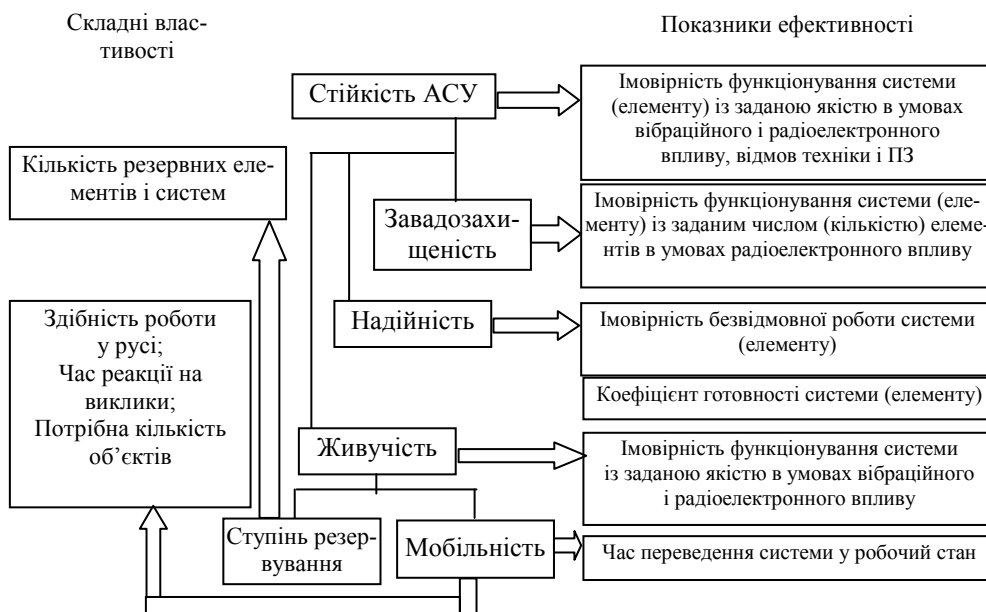 Складні влас-
тивості
Показники ефективності
Стійкість АСУ
Імовірність функціонування системи
(елементу) із заданою якістю в умовах
вібраційного і радіоелектронного
впливу, відмов техніки і ПЗ
Кількість резервних еле-
ментів і систем
Завадозахи-
щеність
Імовірність функціонування системи (еле-
менту) із заданим числом (кількістю) елеме-
нтів в умовах радіоелектронного впливу
Здібність роботи
у русі;
Час реакції на
виклики;
Потрібна кількість
об’єктів
Надійність
Імовірність безвідмовної роботи системи
(елементу)
Коефіцієнт готовності системи (елементу)
Живучість
Імовірність функціонування системи
із заданою якістю в умовах вібраційного
і радіоелектронного впливу
Ступінь резер-
вування
Мобільність
Час переведення системи у робочий стан